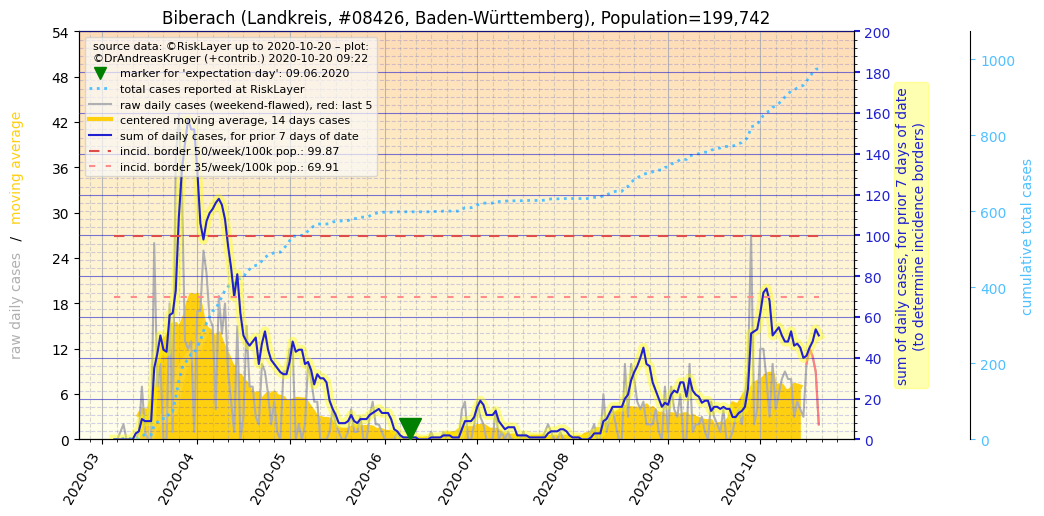 Biberach (Landkreis, #08426, Baden-Württemberg), Population=199,742
source data: ©RiskLayer up to 2020-10-20 – plot:
©DrAndreasKruger (+contrib.) 2020-10-20 09:22
marker for 'expectation day': 09.06.2020
total cases reported at RiskLayer
raw daily cases (weekend-flawed), red: last 5
centered moving average, 14 days cases
sum of daily cases, for prior 7 days of date
incid. border 50/week/100k pop.: 99.87
incid. border 35/week/100k pop.: 69.91
raw daily cases / moving average
54
48
42
36
30
24
18
12
6
0
2020-03
2020-04
2020-05
2020-06
2020-07
2020-08
2020-09
2020-10
200
180
160
140
120
100
80
60
40
20
0
sum of daily cases, for prior 7 days of date
(to determine incidence borders)
1000
800
600
400
200
0
cumulative total cases